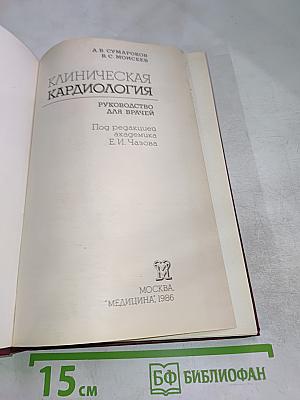 А. В. СУМАРОКОВ
В. С. МОИСЕЕВ
КЛИНИЧЕСКАЯ
КАРДИОЛОГИЯ
РУКОВОДСТВО
ДЛЯ ВРАЧЕЙ
Под редакцией
академика
Е. И. Чазова
М
МОСКВА,
"МЕДИЦИНА", 1986
15 см
БФ БИБЛИОФАН